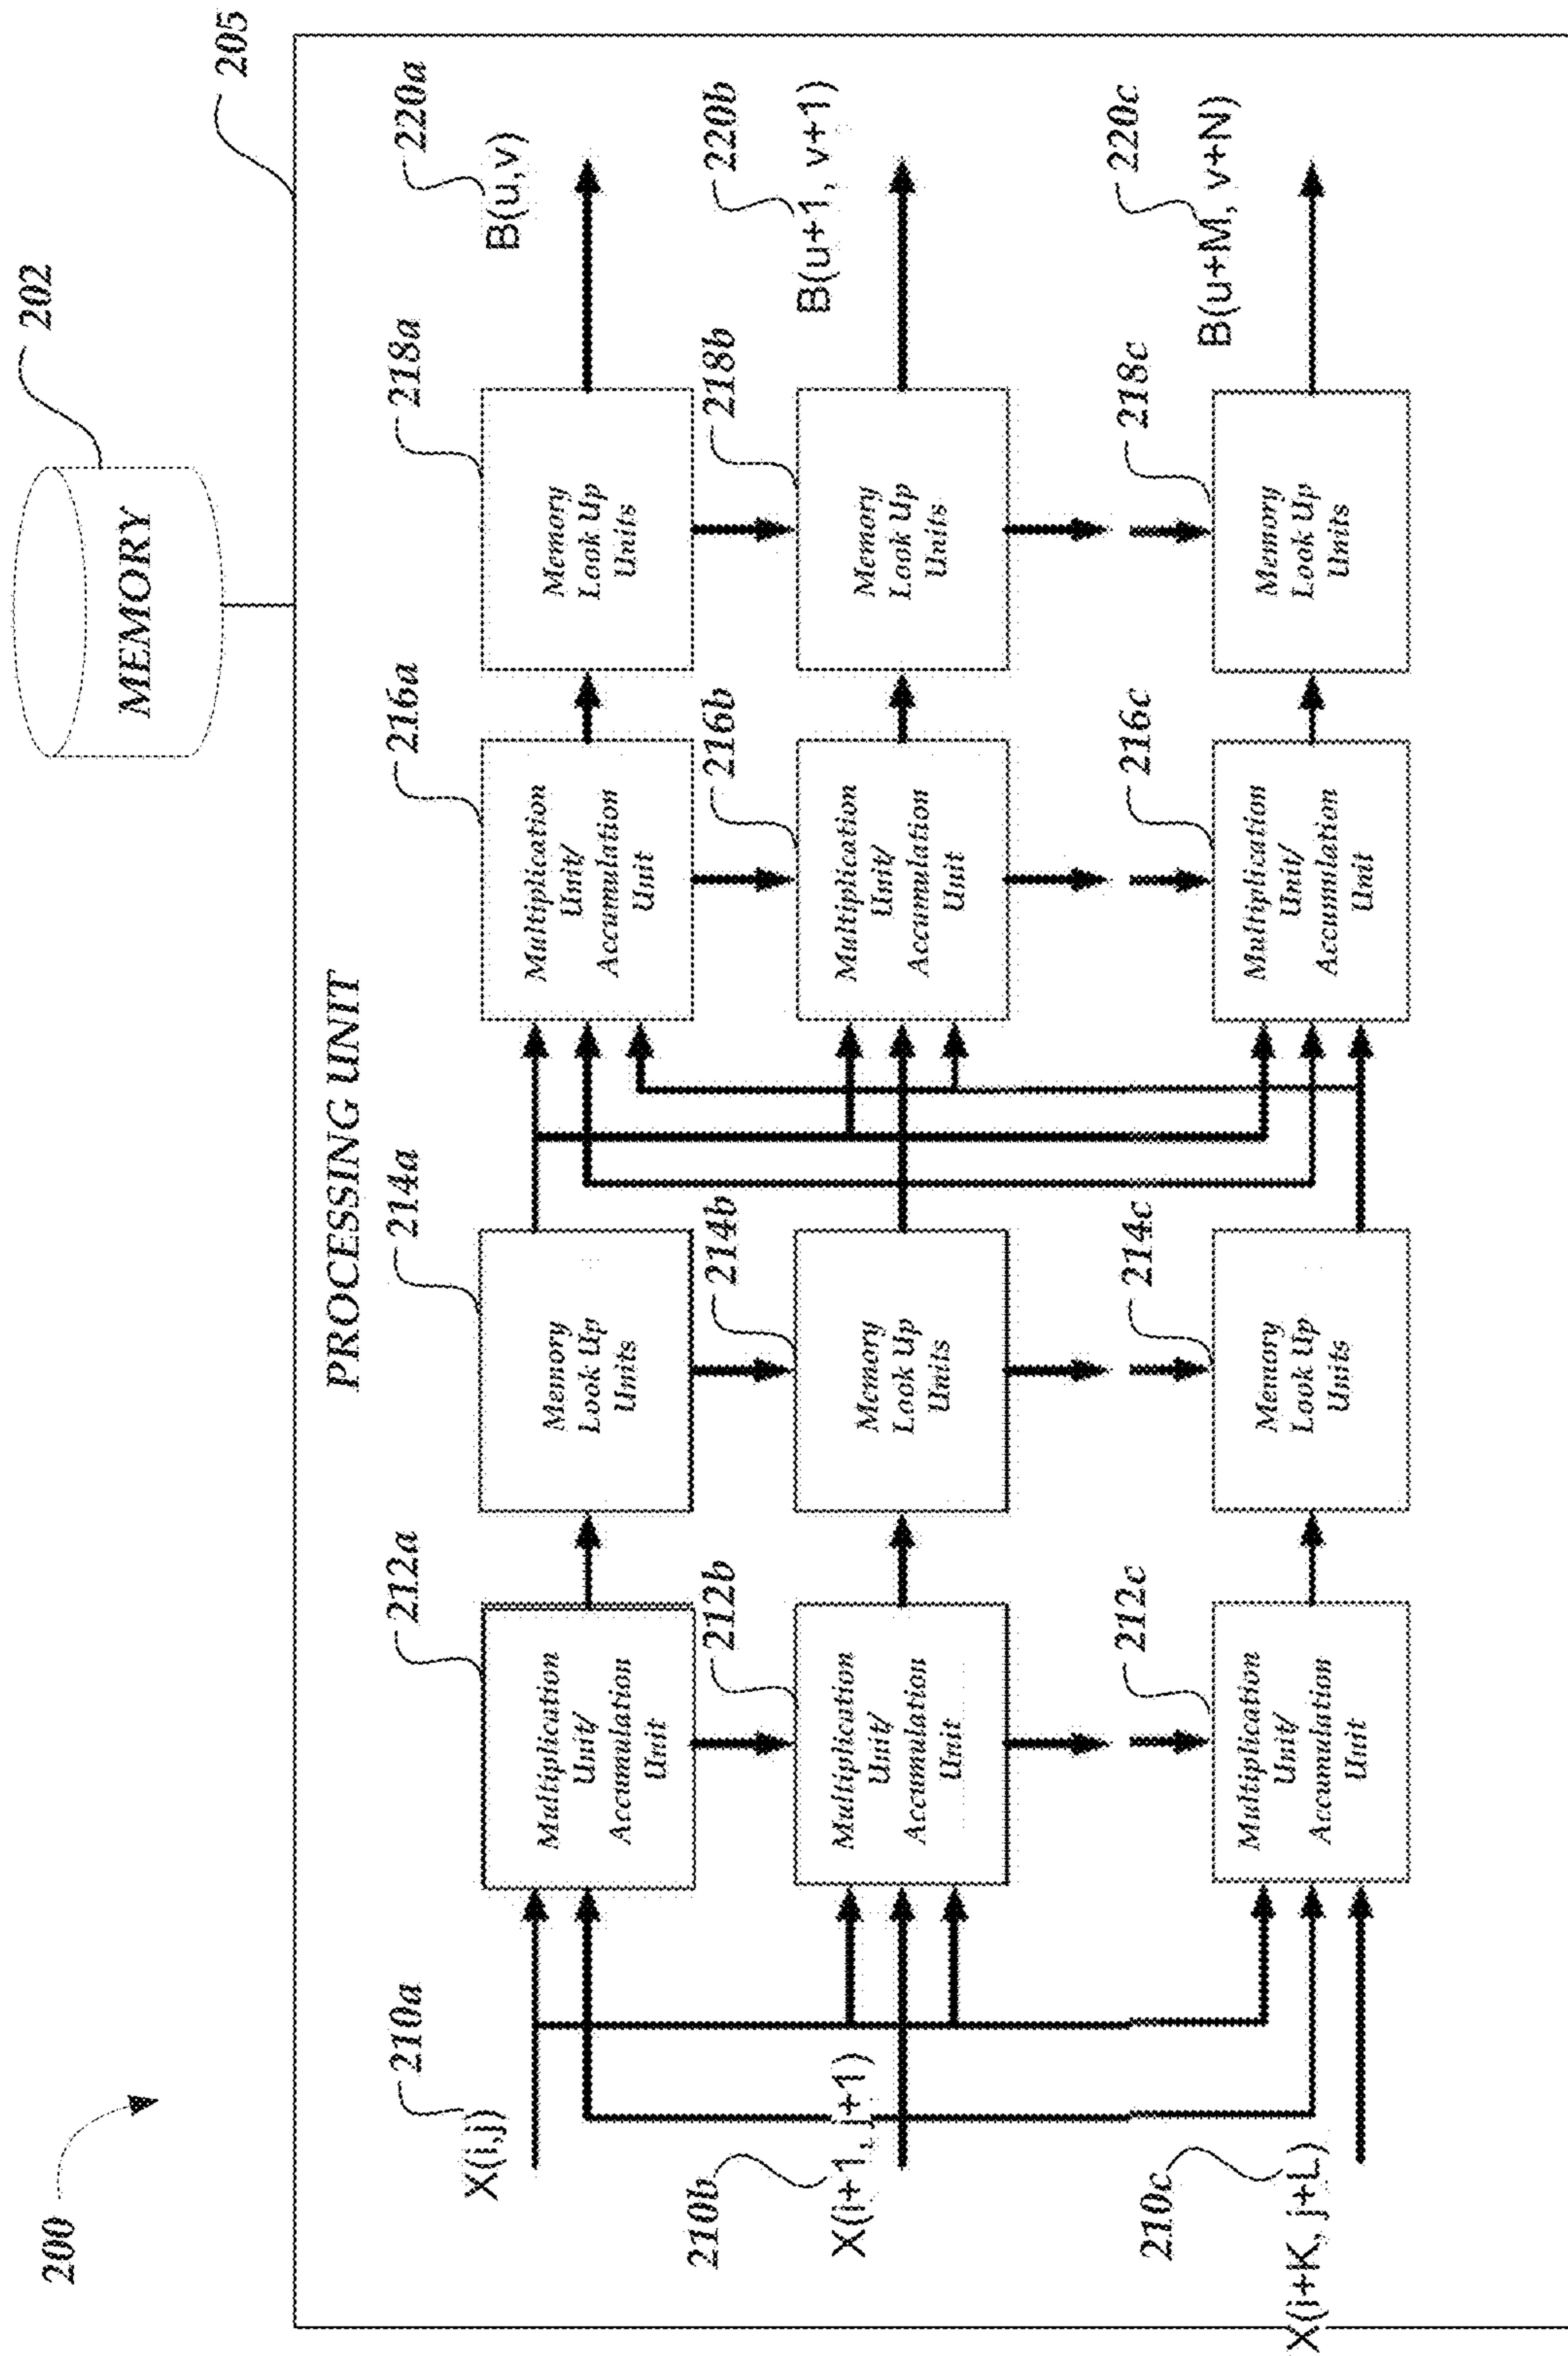 200
MEMORY
202
205
PROCESSING UNIT
210a
X(i,j)
212a
Multiplication
Unit/
Accumulation
Unit
214a
Memory
Look Up
Units
216a
Multiplication
Unit/
Accumulation
Unit
218a
Memory
Look Up
Units
220a
B(u,v)
210b
X(i+1, j+1)
212b
Multiplication
Unit/
Accumulation
Unit
214b
Memory
Look Up
Units
216b
Multiplication
Unit/
Accumulation
Unit
218b
Memory
Look Up
Units
220b
B(u+1, v+1)
210c
X(i+K, j+L)
212c
Multiplication
Unit/
Accumulation
Unit
214c
Memory
Look Up
Units
216c
Multiplication
Unit/
Accumulation
Unit
218c
Memory
Look Up
Units
220c
B(u+M, v+N)